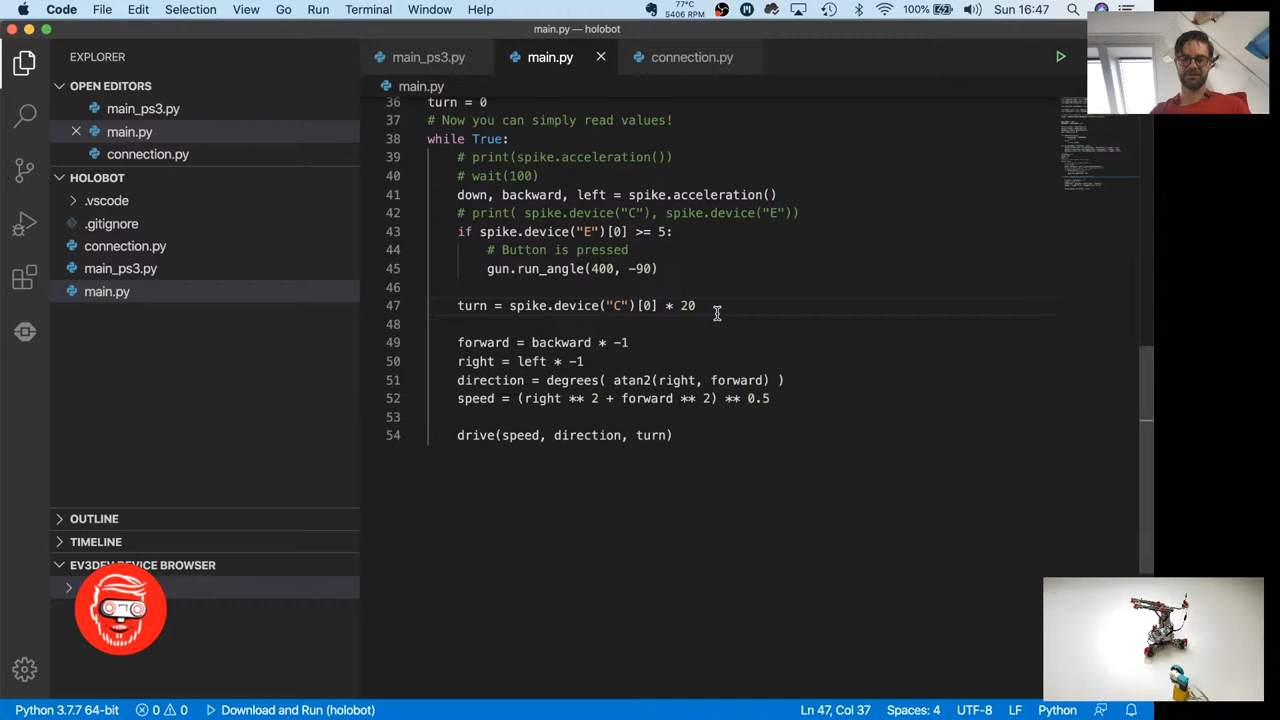 Code File Edit Selection View Go Run Terminal Window Help 77°C 5406 RPM 100% Sun 16:47
main.py — holobot
EXPLORER
OPEN EDITORS
main_ps3.py
main.py
connection.py
HOLOBOT
.vscode
.gitignore
connection.py
main_ps3.py
main.py
OUTLINE
TIMELINE
EV3DEV DEVICE BROWSER
main_ps3.py main.py connection.py
main.py
36 turn = 0
37 # Now you can simply read values!
38 while True:
39 # print(spike.acceleration())
40 # wait(100)
41 down, backward, left = spike.acceleration()
42 # print( spike.device("C"), spike.device("E"))
43 if spike.device("E")[0] >= 5:
44 # Button is pressed
45 gun.run_angle(400, -90)
46
47 turn = spike.device("C")[0] * 20
48
49 forward = backward * -1
50 right = left * -1
51 direction = degrees( atan2(right, forward) )
52 speed = (right ** 2 + forward ** 2) ** 0.5
53
54 drive(speed, direction, turn)
Python 3.7.7 64-bit 0 0 Download and Run (holobot) Ln 47, Col 37 Spaces: 4 UTF-8 LF Python